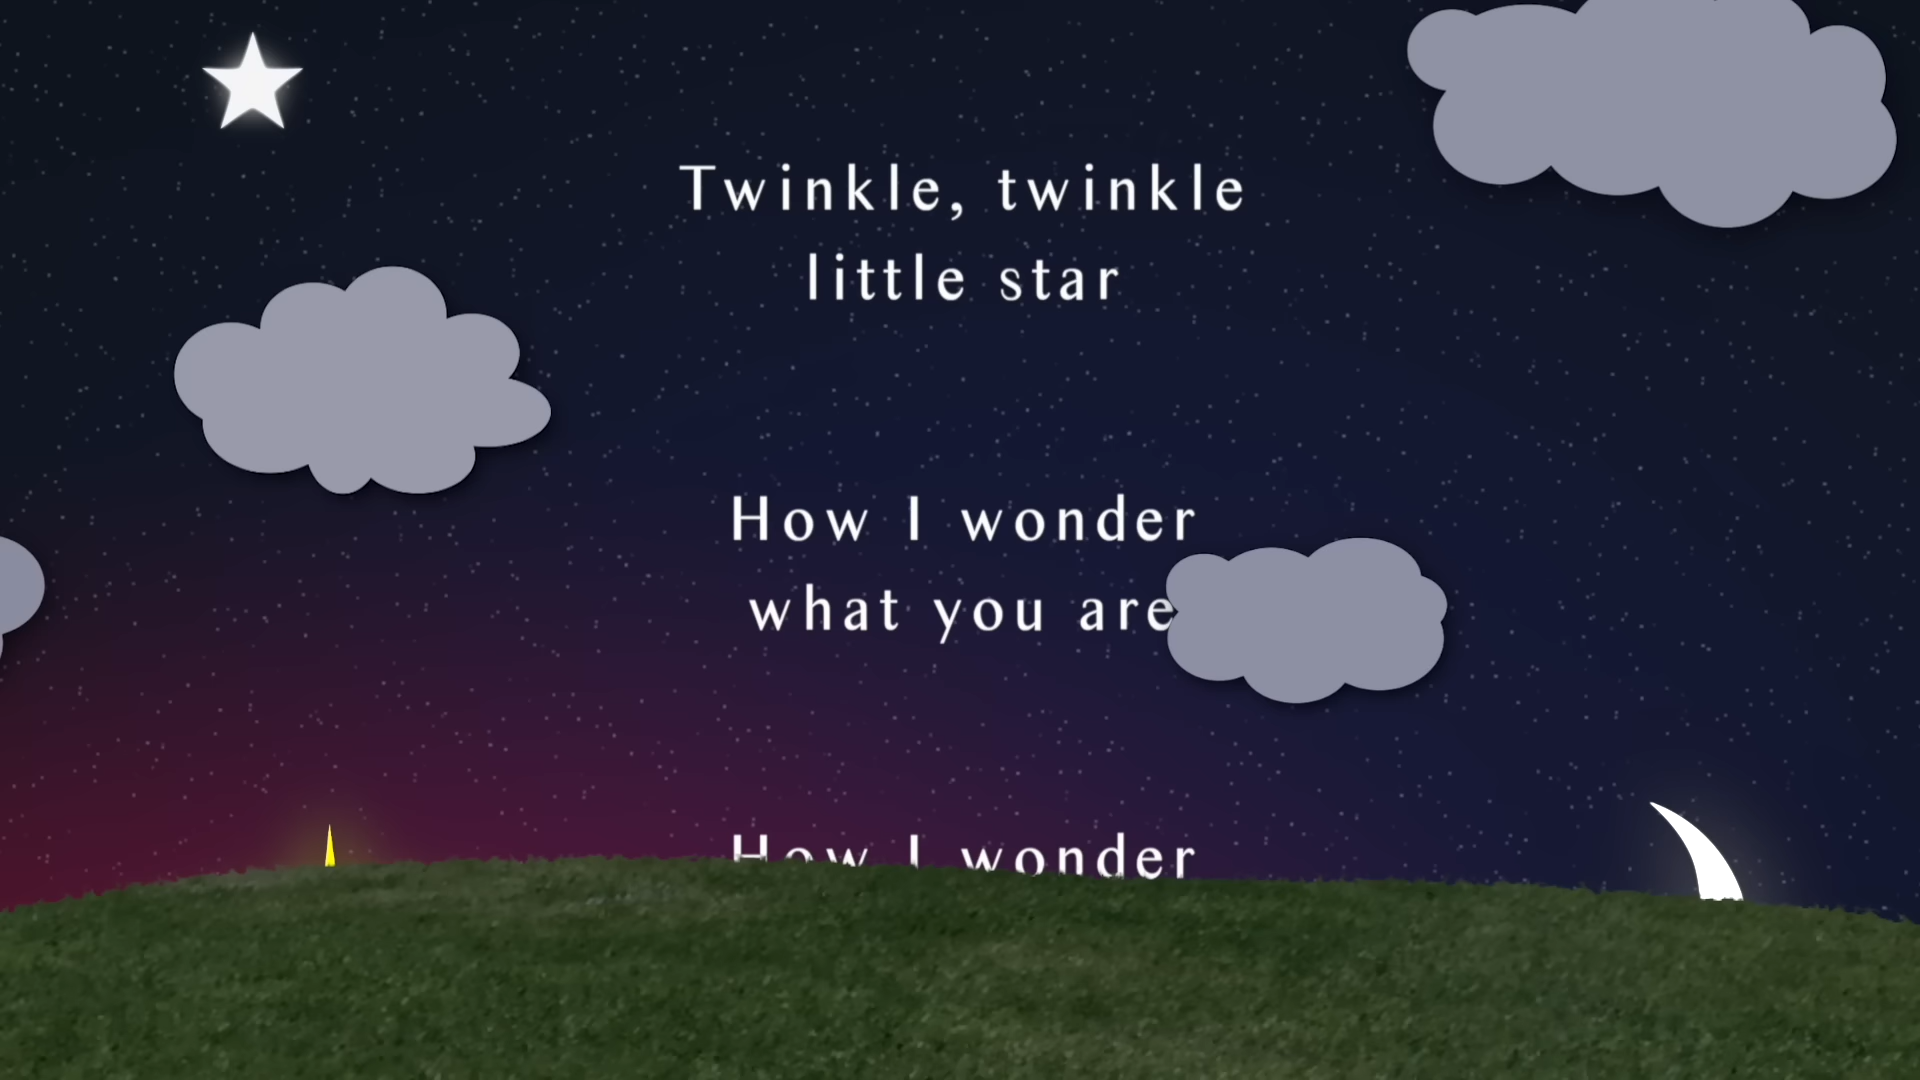 Twinkle, twinkle
little star
How I wonder
what you are
How I wonder